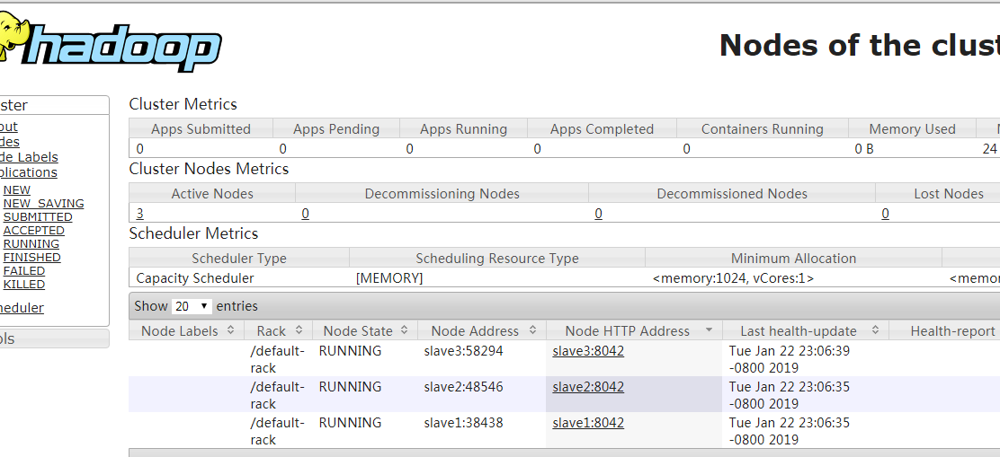 hadoop
Nodes of the clust
ster
Cluster Metrics
out
Apps Submitted Apps Pending Apps Running Apps Completed Containers Running Memory Used M
des
0 0 0 0 0 0 B 24
de Labels
Cluster Nodes Metrics
plications
NEW
Active Nodes Decommissioning Nodes Decommissioned Nodes Lost Nodes
NEW_SAVING
3 0 0 0
SUBMITTED
ACCEPTED
Scheduler Metrics
RUNNING
FINISHED
Scheduler Type Scheduling Resource Type Minimum Allocation
FAILED
Capacity Scheduler [MEMORY] <memory:1024, vCores:1> <memor
KILLED
heduler
Show 20 entries
Node Labels Rack Node State Node Address Node HTTP Address Last health-update Health-report
ols
/default- RUNNING slave3:58294 slave3:8042 Tue Jan 22 23:06:39
rack -0800 2019
/default- RUNNING slave2:48546 slave2:8042 Tue Jan 22 23:06:35
rack -0800 2019
/default- RUNNING slave1:38438 slave1:8042 Tue Jan 22 23:06:35
rack -0800 2019